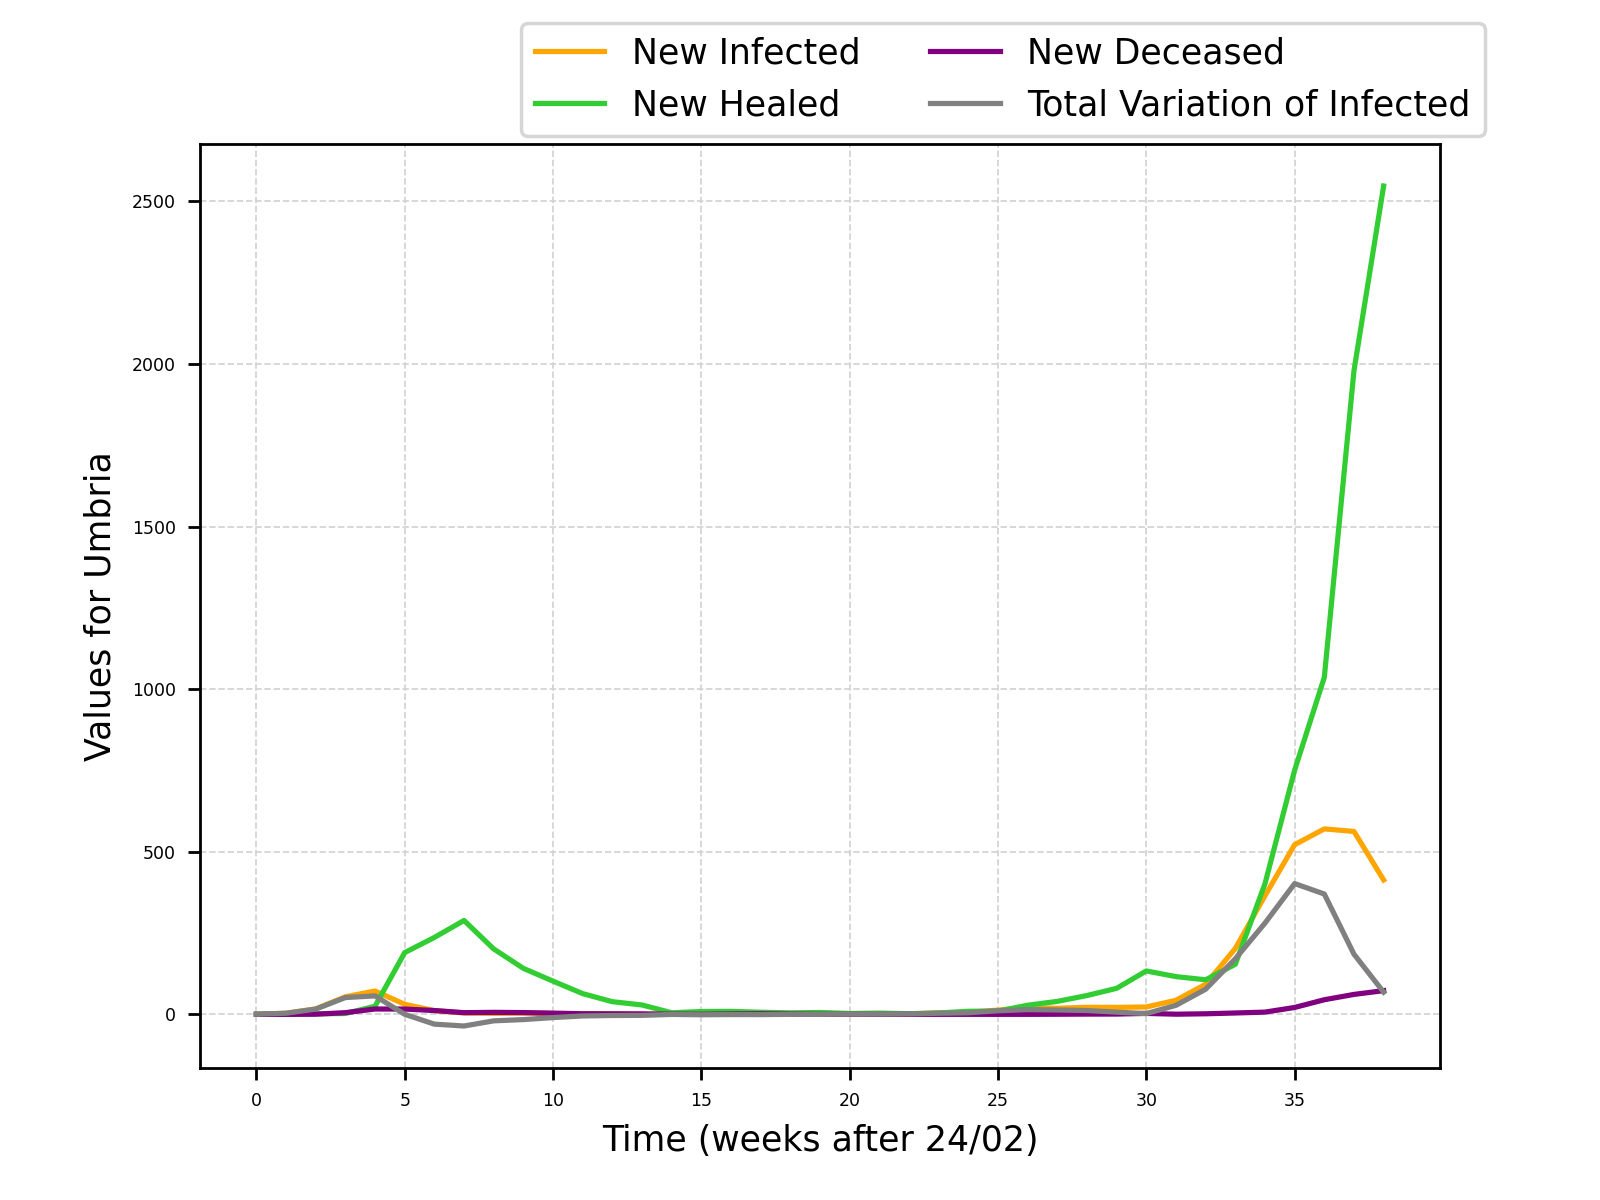 New Infected
New Healed
New Deceased
Total Variation of Infected
Values for Umbria
2500
2000
1500
1000
500
0
0 5 10 15 20 25 30 35
Time (weeks after 24/02)